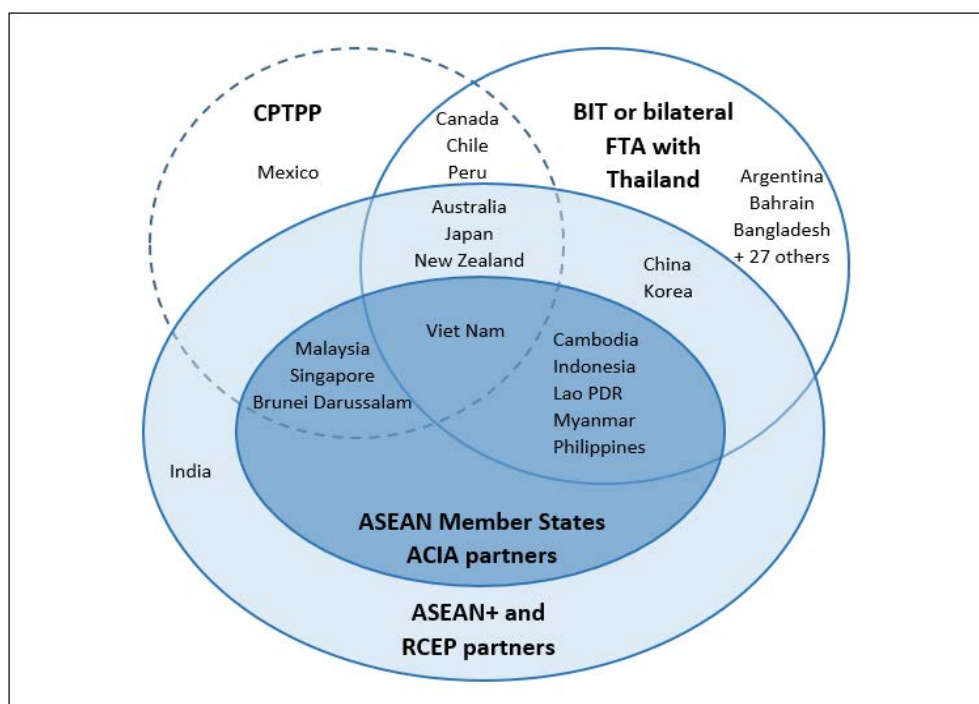 CPTPP
Mexico
Canada
Chile
Peru
BIT or bilateral
FTA with
Thailand
Argentina
Bahrain
Bangladesh
+ 27 others
Australia
Japan
New Zealand
China
Korea
Viet Nam
Malaysia
Singapore
Brunei Darussalam
Cambodia
Indonesia
Lao PDR
Myanmar
Philippines
India
ASEAN Member States
ACIA partners
ASEAN+ and
RCEP partners